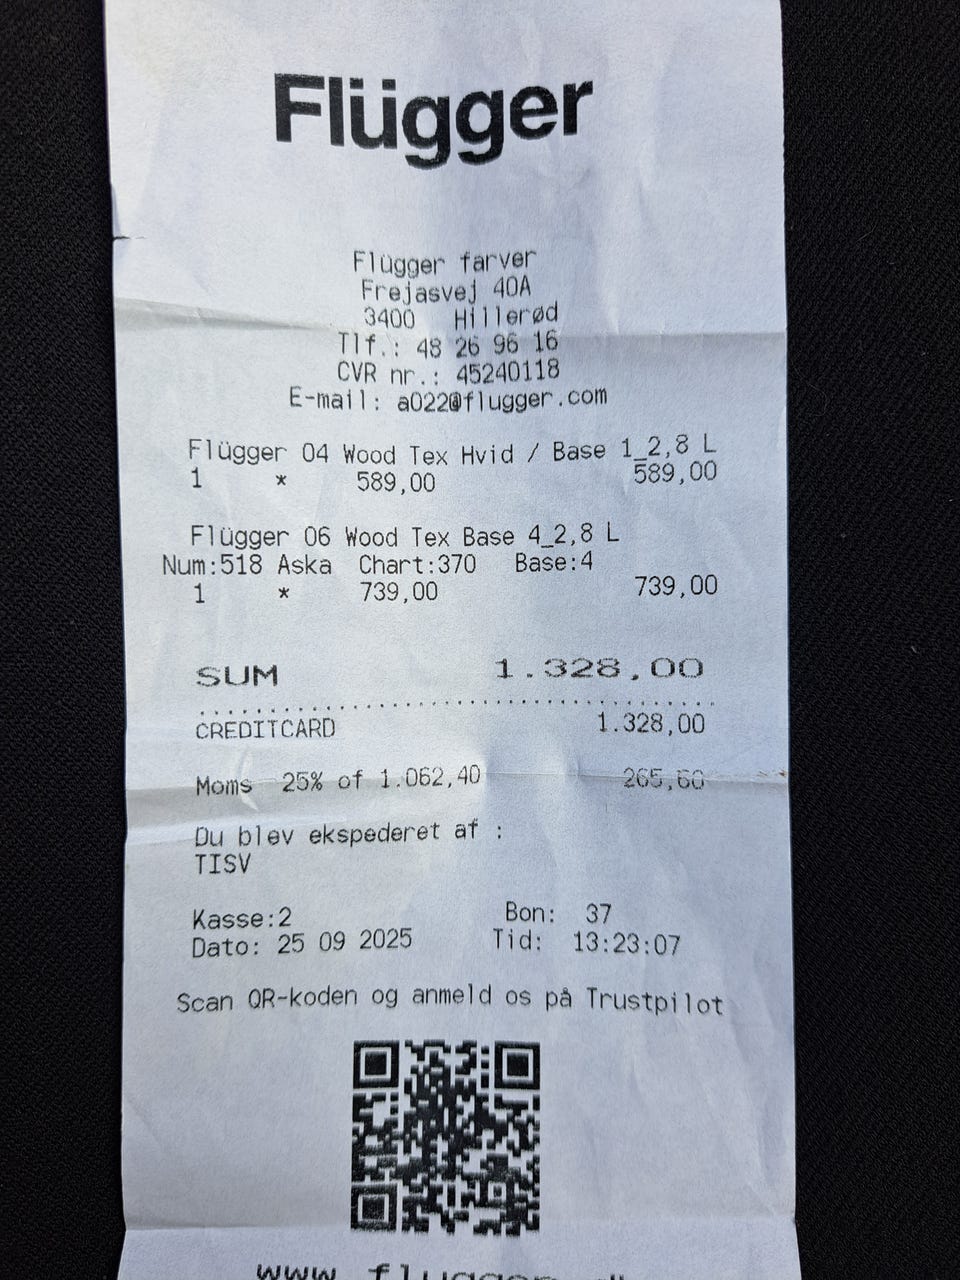 Flügger
Flügger farver
Frejasvej 40A
3400 Hillerød
Tlf.: 48 26 96 16
CVR nr.: 45240118
E-mail: a022@flugger.com
Flügger 04 Wood Tex Hvid / Base 1_2,8 L
1 * 589,00 589,00
Flügger 06 Wood Tex Base 4_2,8 L
Num:518 Aska Chart:370 Base:4
1 * 739,00 739,00
SUM 1.328,00
CREDITCARD 1.328,00
Moms 25% of 1.062,40 265,60
Du blev ekspederet af :
TISV
Kasse:2 Bon: 37
Dato: 25 09 2025 Tid: 13:23:07
Scan QR-koden og anmeld os på Trustpilot